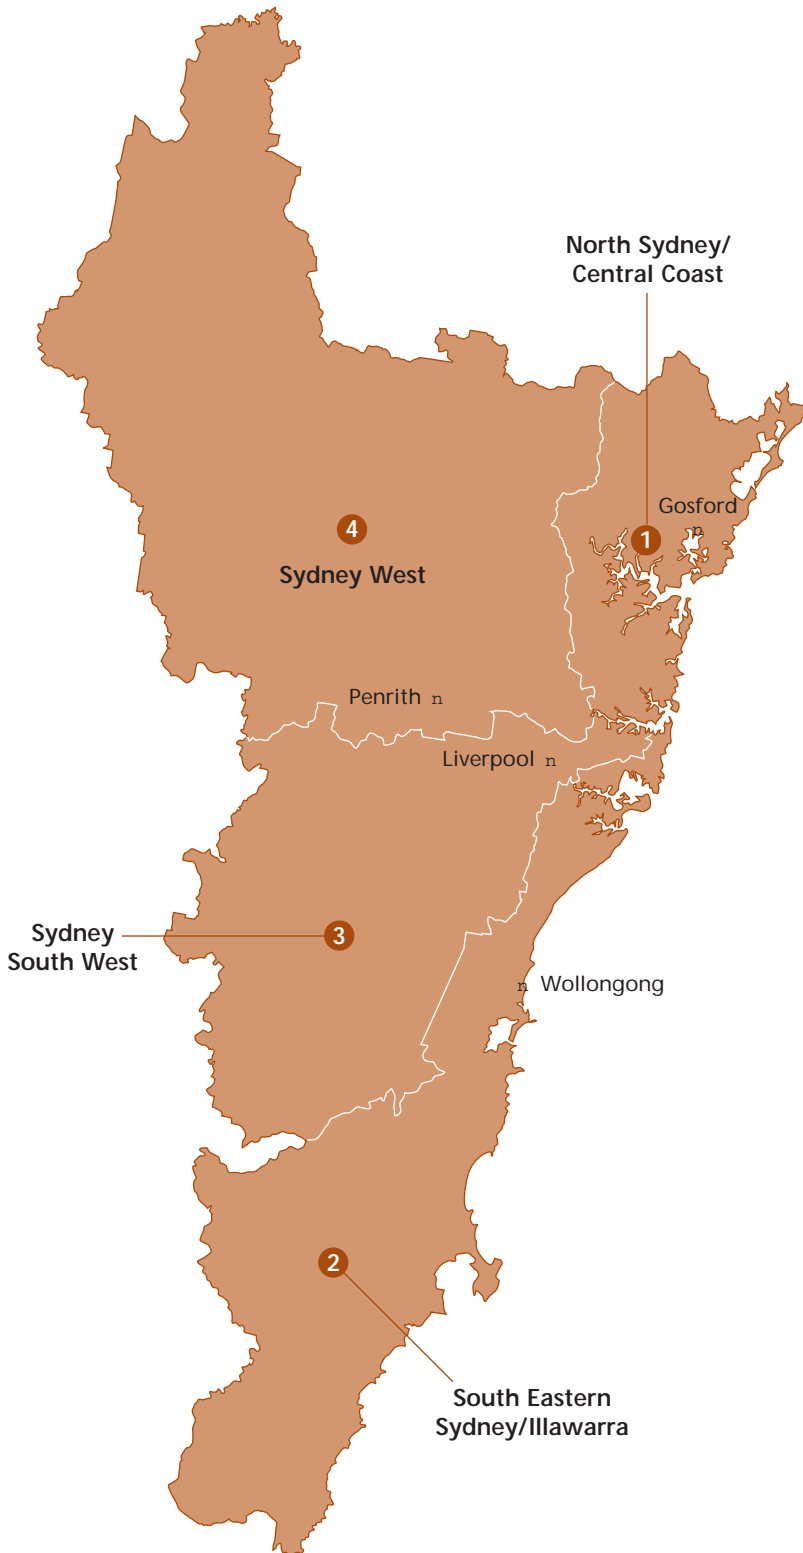 North Sydney/
Central Coast
Gosford
n
1
4
Sydney West
Penrith n
Liverpool n
Sydney
South West
3
n Wollongong
2
South Eastern
Sydney/Illawarra